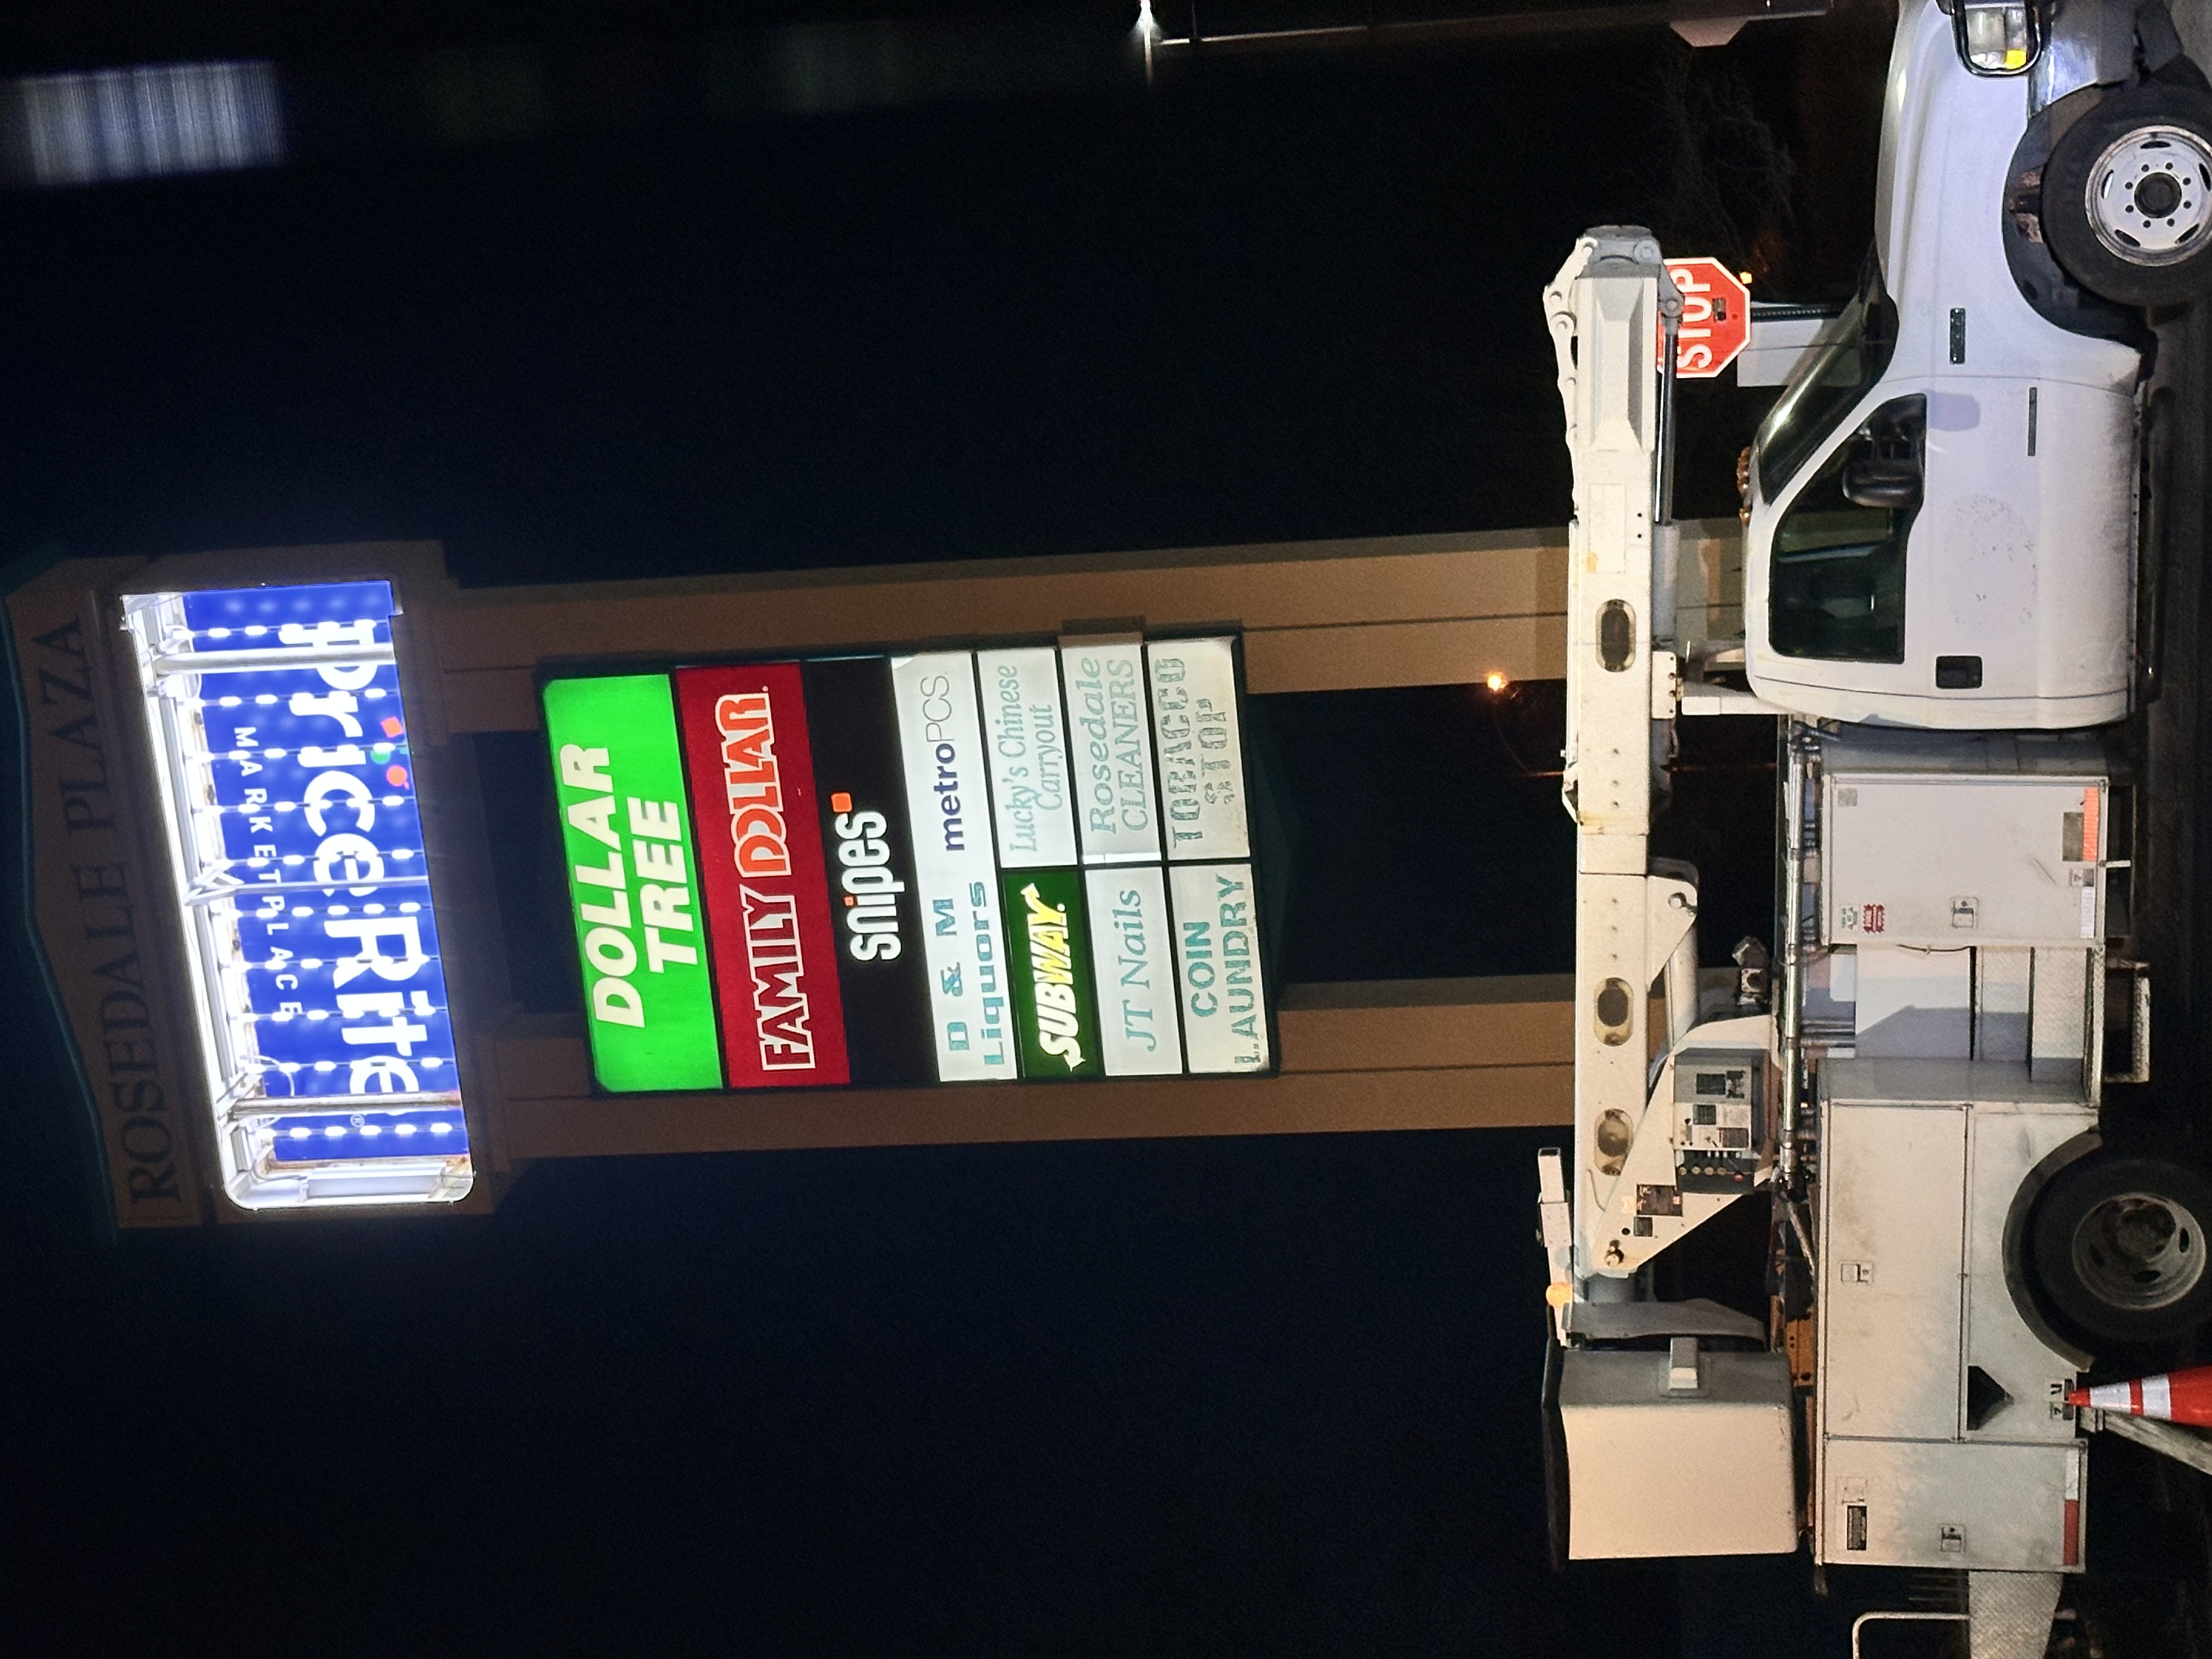 ROSEDALE PLAZA
PriceRite®
MARKETPLACE
DOLLAR
TREE
FAMILY DOLLAR.
snipes
D & M
Liquors
metroPCS.
SUBWAY
Lucky's Chinese
Carryout
JT Nails
Rosedale
CLEANERS
COIN
LAUNDRY
TOBACCO
STOP
STOP